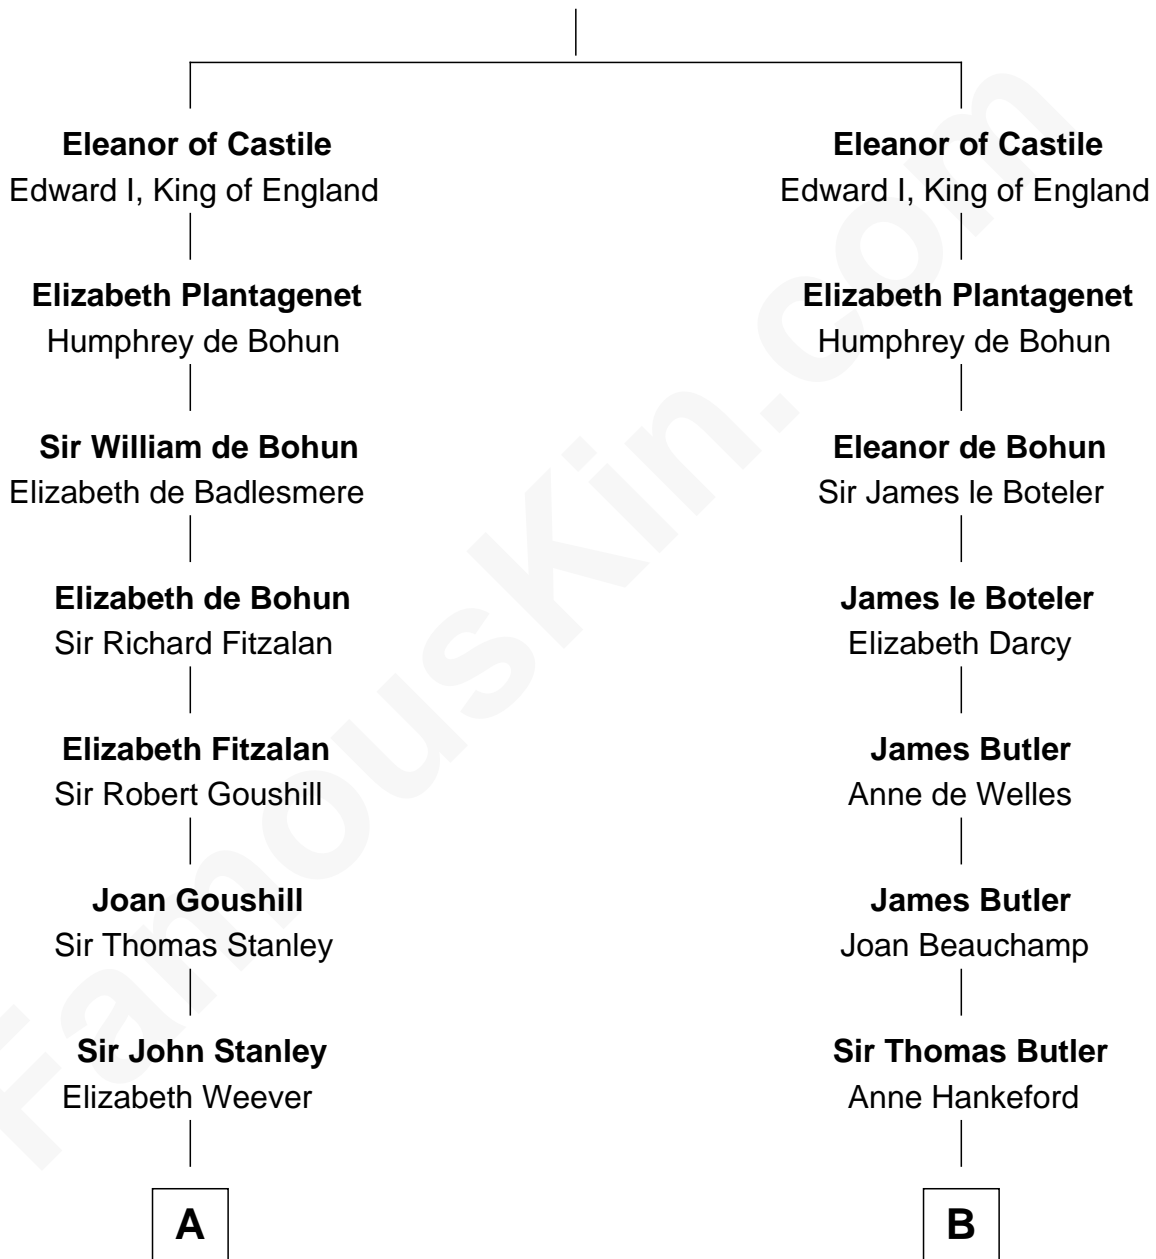 Eleanor of Castile
Edward I, King of England
Elizabeth Plantagenet
Humphrey de Bohun
Sir William de Bohun
Elizabeth de Badlesmere
Elizabeth de Bohun
Sir Richard Fitzalan
Elizabeth Fitzalan
Sir Robert Goushill
Joan Goushill
Sir Thomas Stanley
Sir John Stanley
Elizabeth Weever
A
Eleanor of Castile
Edward I, King of England
Elizabeth Plantagenet
Humphrey de Bohun
Eleanor de Bohun
Sir James le Boteler
James le Boteler
Elizabeth Darcy
James Butler
Anne de Welles
James Butler
Joan Beauchamp
Sir Thomas Butler
Anne Hankeford
B
FamousKin.com